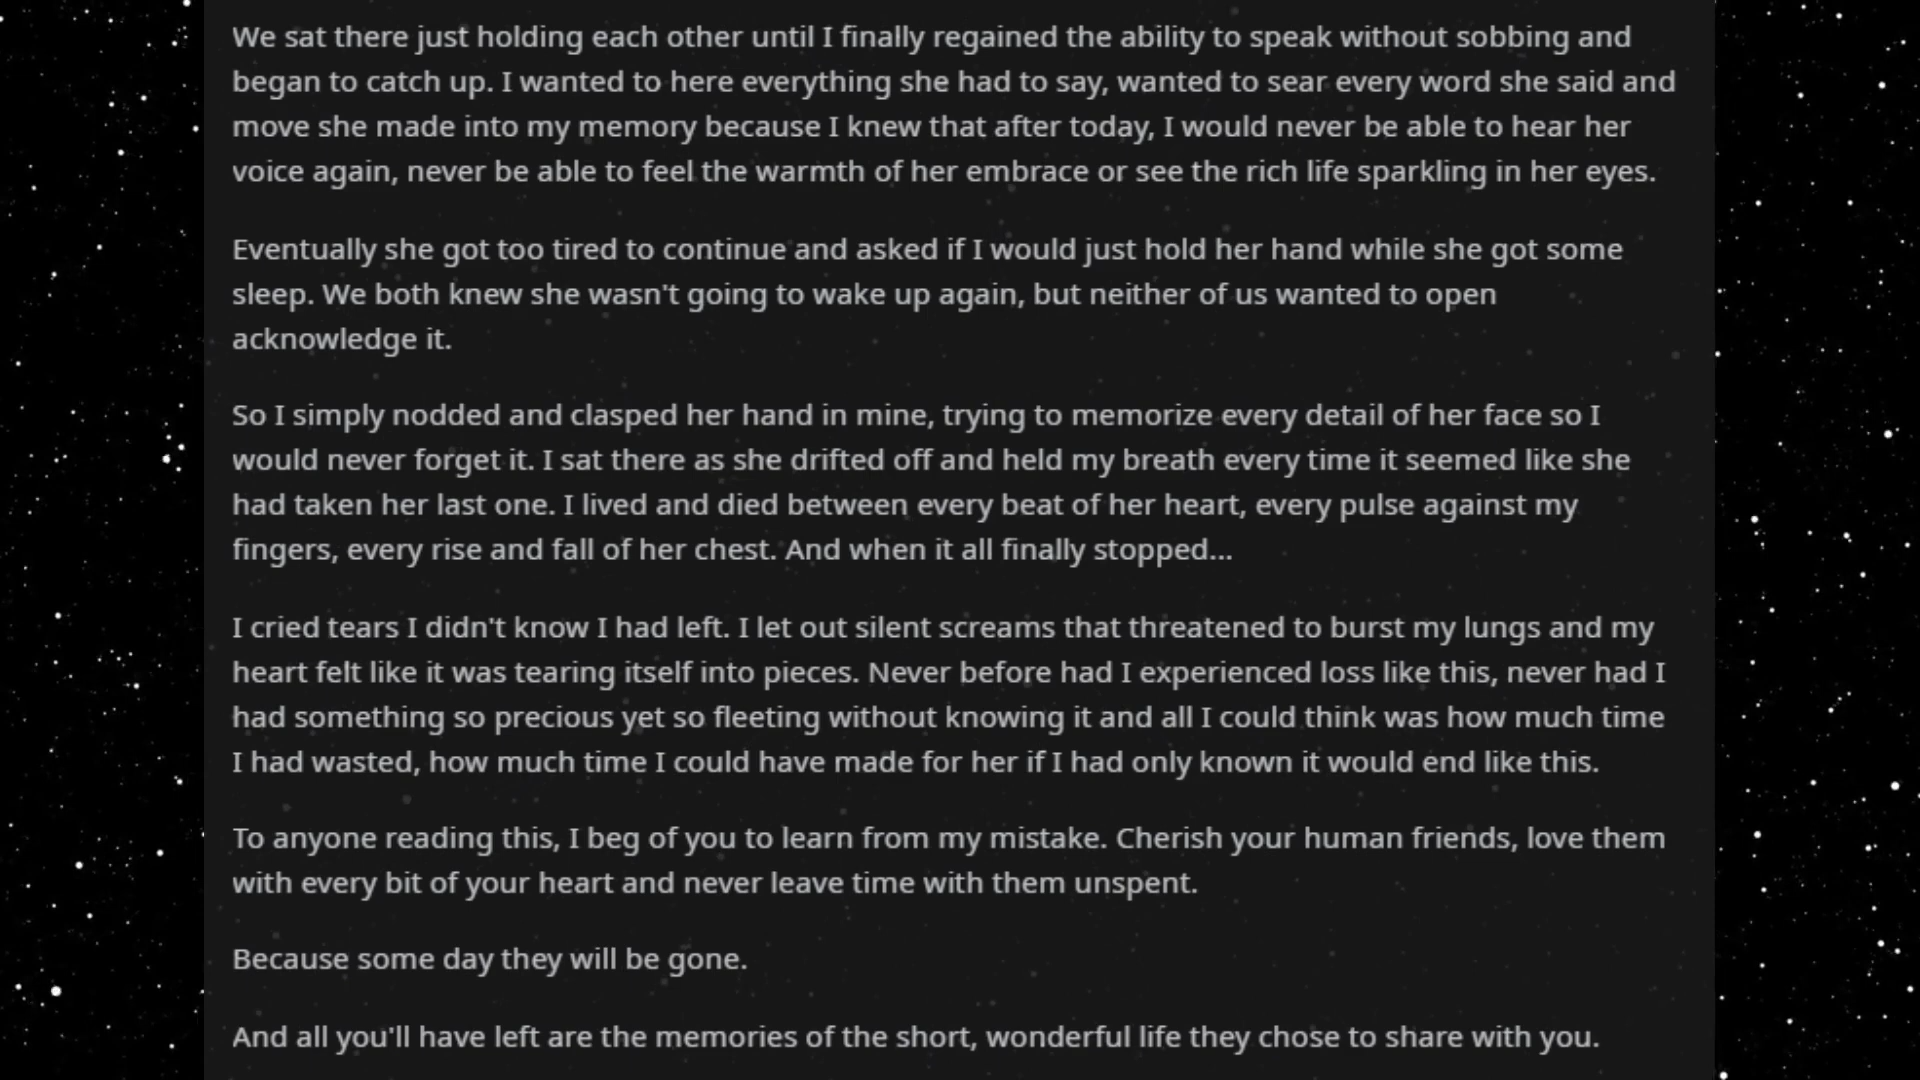 We sat there just holding each other until I finally regained the ability to speak without sobbing and
began to catch up. I wanted to here everything she had to say, wanted to sear every word she said and
move she made into my memory because I knew that after today, I would never be able to hear her
voice again, never be able to feel the warmth of her embrace or see the rich life sparkling in her eyes.
Eventually she got too tired to continue and asked if I would just hold her hand while she got some
sleep. We both knew she wasn't going to wake up again, but neither of us wanted to open
acknowledge it.
So I simply nodded and clasped her hand in mine, trying to memorize every detail of her face so I
would never forget it. I sat there as she drifted off and held my breath every time it seemed like she
had taken her last one. I lived and died between every beat of her heart, every pulse against my
fingers, every rise and fall of her chest. And when it all finally stopped...
I cried tears I didn't know I had left. I let out silent screams that threatened to burst my lungs and my
heart felt like it was tearing itself into pieces. Never before had I experienced loss like this, never had I
had something so precious yet so fleeting without knowing it and all I could think was how much time
I had wasted, how much time I could have made for her if I had only known it would end like this.
To anyone reading this, I beg of you to learn from my mistake. Cherish your human friends, love them
with every bit of your heart and never leave time with them unspent.
Because some day they will be gone.
And all you'll have left are the memories of the short, wonderful life they chose to share with you.